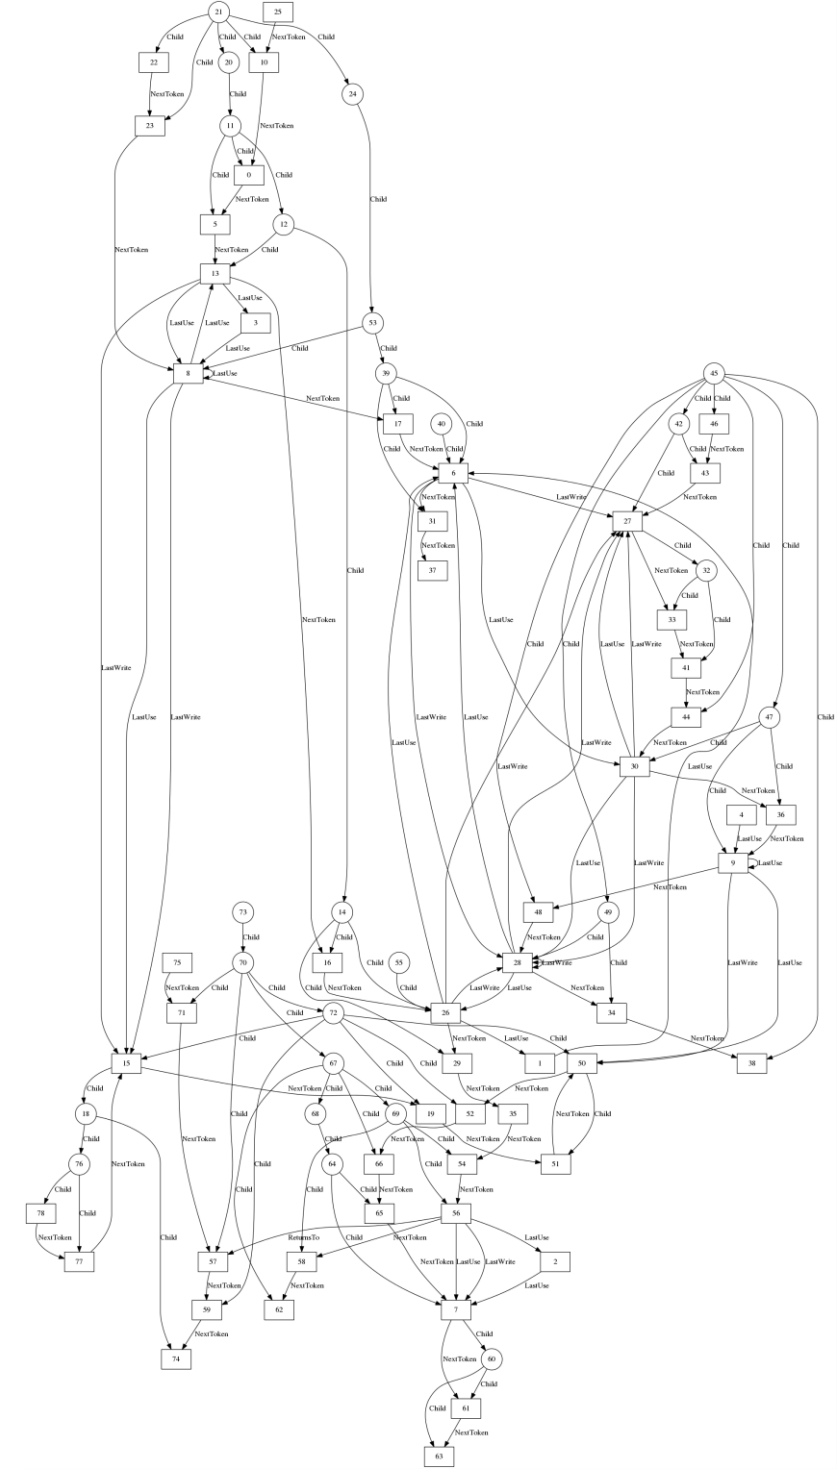 21 25
Child Child Child NextToken Child
22 20 10
Child
24
NextToken Child
23 11 NextToken
Child Child Child
0
NextToken
5 12
Child
NextToken NextToken Child
13
LastUse LastUse LastUse
3
LastUse Child
53
Child
8 LastUse 39 45
Child Child Child
NextToken 17 40 42 46
Child NextToken Child Child Child NextToken
6 43
NextToken LastWrite NextToken
31 27
NextToken Child Child Child
37 NextToken 32
Child
Child 33 Child
NextToken LastUse LastUse LastWrite NextToken
41
NextToken
LastWrite 44 47
LastUse LastWrite LastWrite LastUse Child Child NextToken Child Child
LastUse LastWrite 30 LastUse
NextToken Child Child
4 36
LastUse LastWrite LastUse NextToken
9 LastUse
NextToken
73 14 48 49
Child Child NextToken Child
75 70 16 55 28 LastWrite LastWrite LastUse
NextToken Child Child Child NextToken Child LastWrite LastUse NextToken Child
71 72 26 34
Child Child NextToken LastUse Child NextToken
15 67 29 1 50 38
Child NextToken Child Child NextToken NextToken Child
18 68 69 19 52 35
Child Child Child Child NextToken NextToken NextToken NextToken
76 NextToken 64 66 54 51
Child NextToken Child Child Child NextToken Child NextToken
78 Child 65 56
NextToken Child Child Child ReturnsTo NextToken LastUse
77 57 58 Child NextToken LastUse LastWrite 2
NextToken NextToken LastUse
59 62 7
NextToken Child
74 60
NextToken Child
61
Child NextToken
63